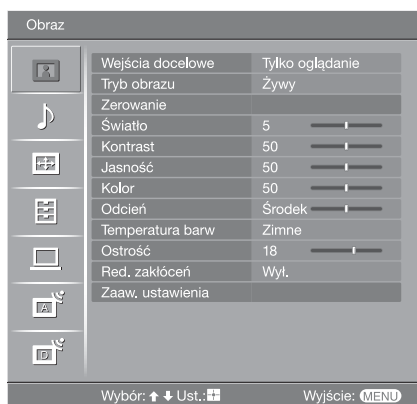 Obraz
Wejścia docelowe Tylko oglądanie
Tryb obrazu Żywy
Zerowanie
Światło 5
Kontrast 50
Jasność 50
Kolor 50
Odcień Środek
Temperatura barw Zimne
Ostrość 18
Red. zakłóceń Wył.
Zaaw. ustawienia
A
D
Wybór: Ust.: Wyjście: MENU